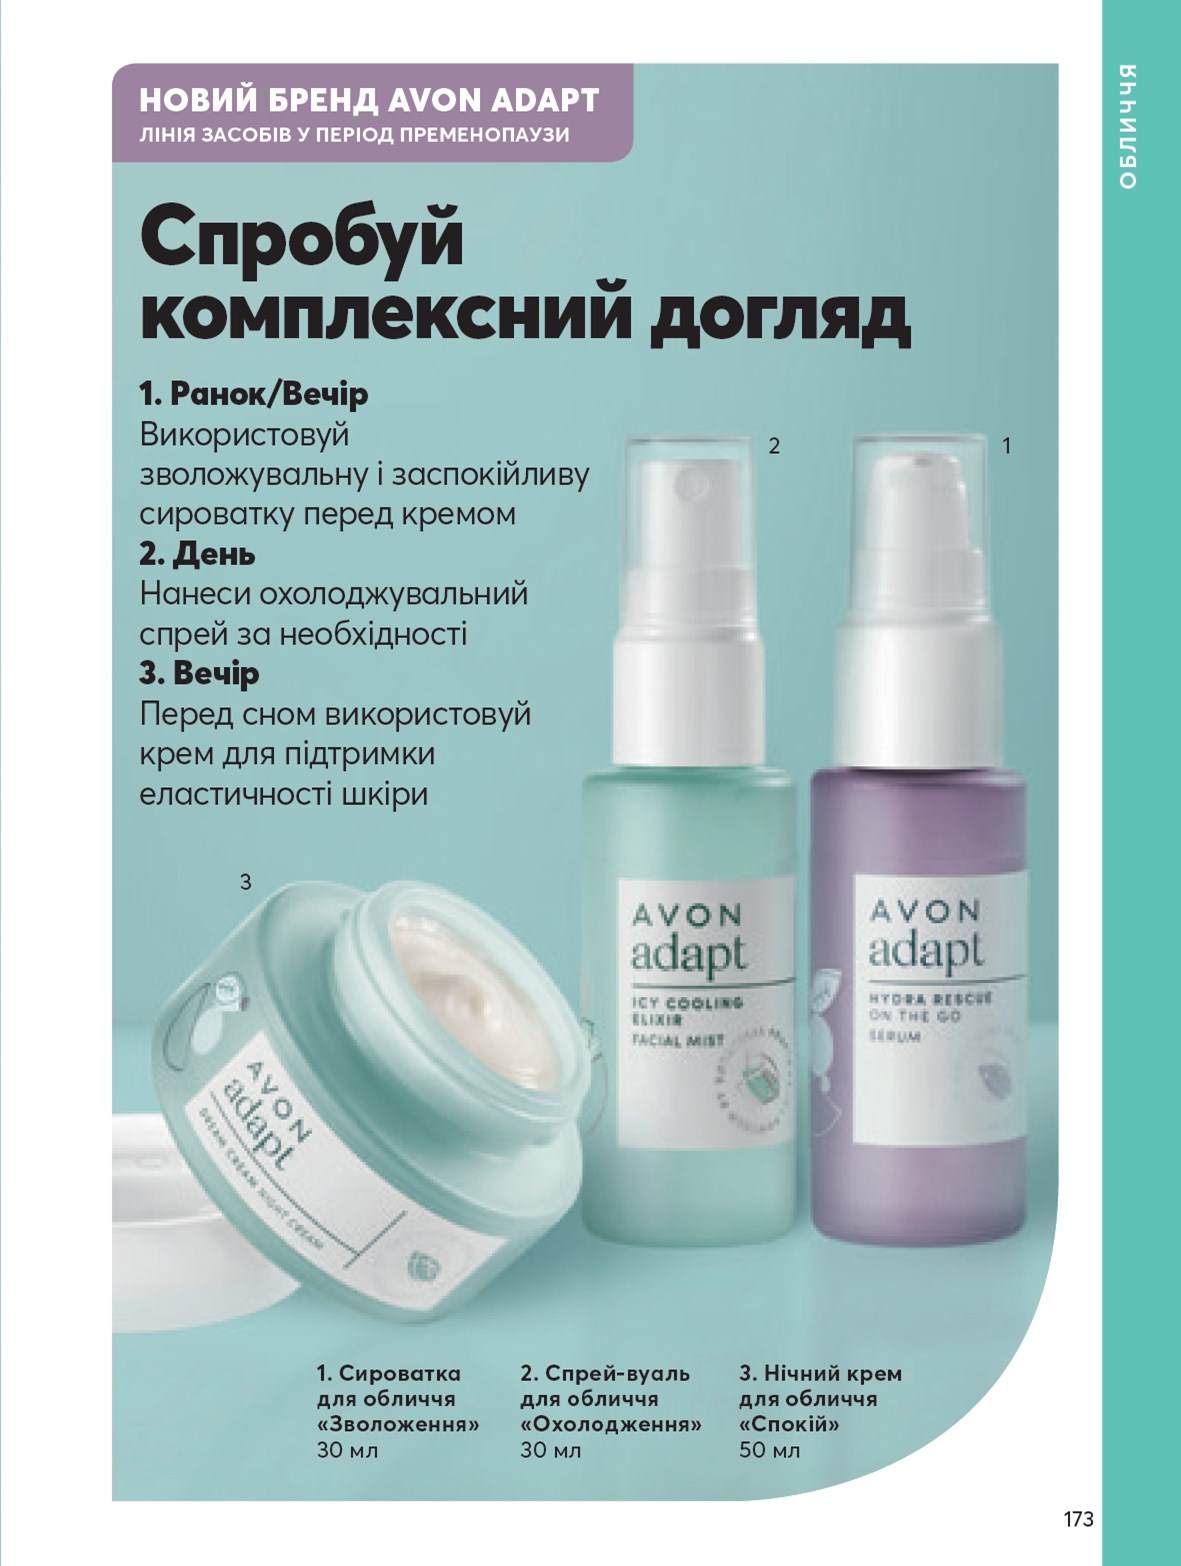 НОВИЙ БРЕНД AVON ADAPT
ЛІНІЯ ЗАСОБІВ У ПЕРІОД ПРЕМЕНОПАУЗИ
ОБЛИЧЧЯ
Спробуй
комплексний догляд
1. Ранок/Вечір
Використовуй
зволожувальну і заспокійливу
сироватку перед кремом
2. День
Нанеси охолоджувальний
спрей за необхідності
3. Вечір
Перед сном використовуй
крем для підтримки
еластичності шкіри
2
1
3
AVON
adapt
ICY COOLING
ELIXIR
FACIAL MIST
AVON
adapt
HYDRA RESCUE
ON THE GO
SERUM
AVON
adapt
DREAM CREAM NIGHT CREAM
1. Сироватка
для обличчя
«Зволоження»
30 мл
2. Спрей-вуаль
для обличчя
«Охолодження»
30 мл
3. Нічний крем
для обличчя
«Спокій»
50 мл
173